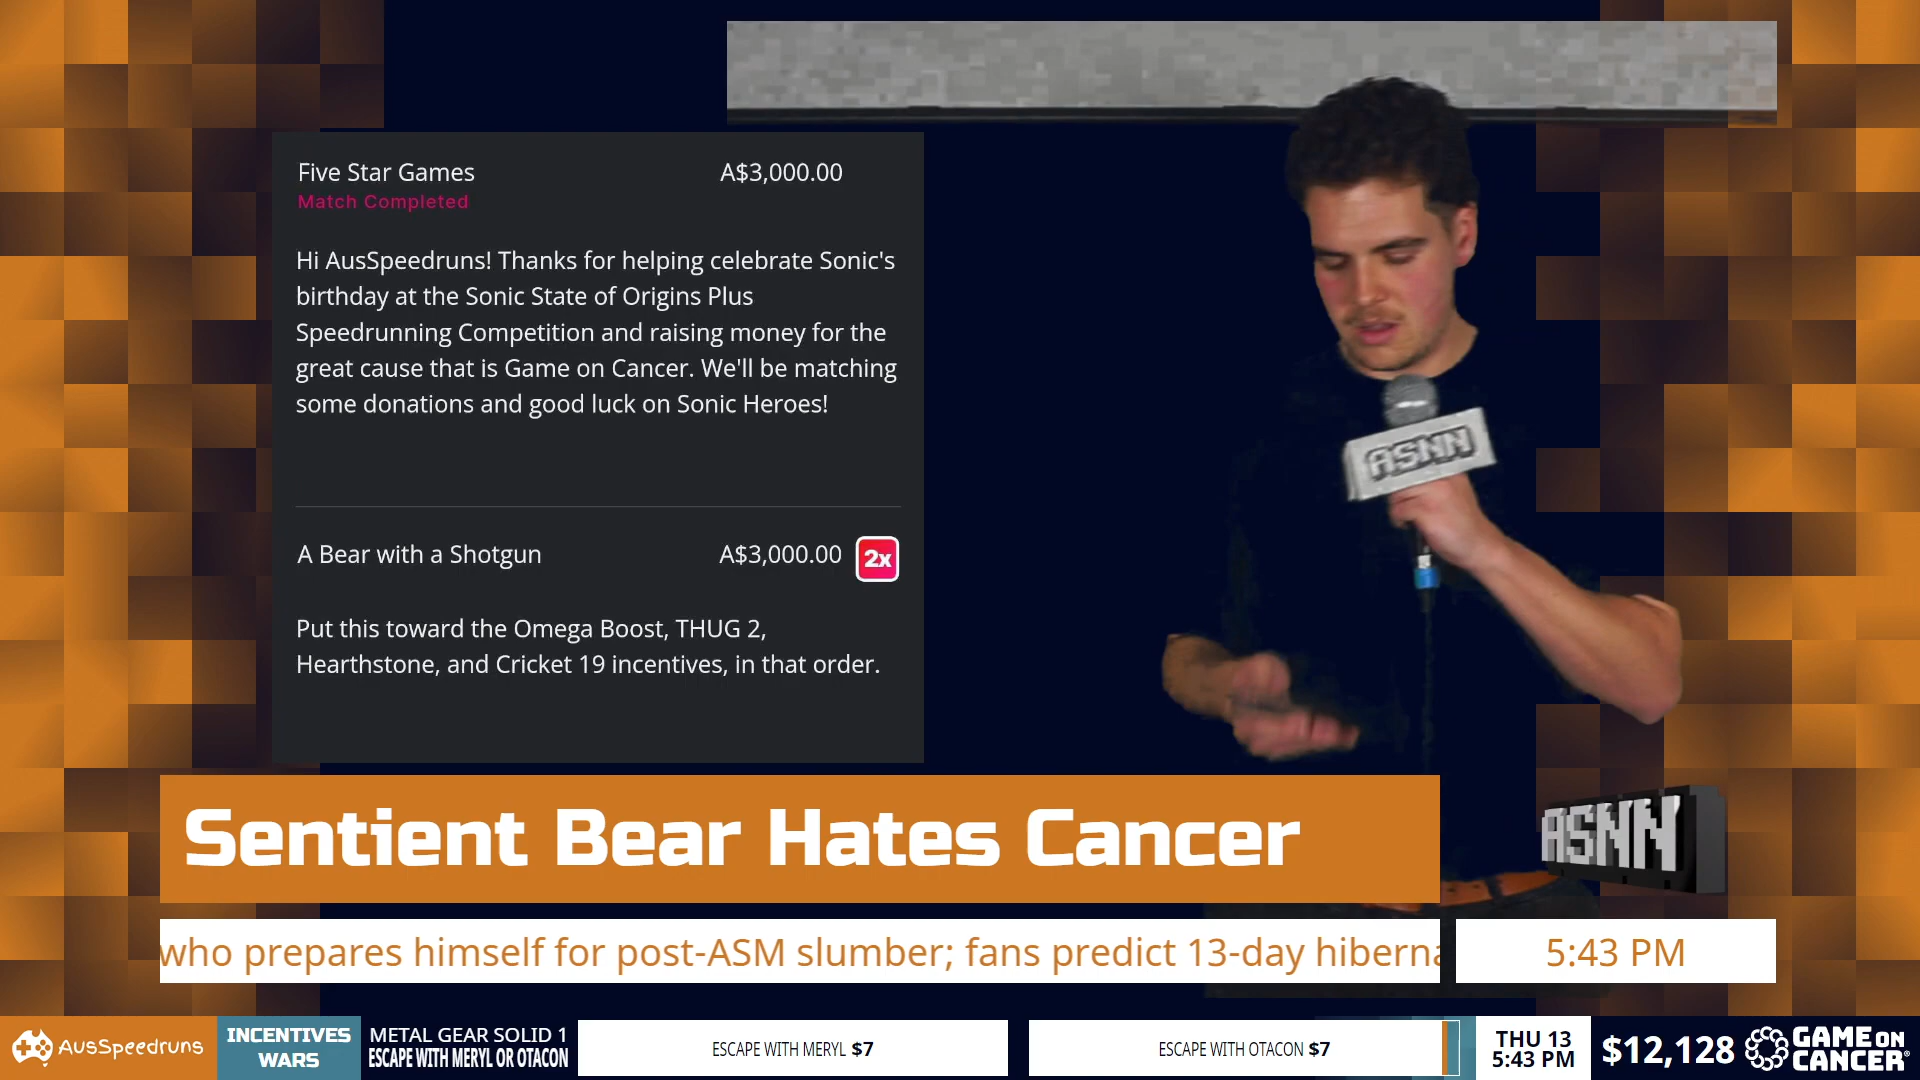 Five Star Games A$3,000.00
Match Completed
Hi AusSpeedruns! Thanks for helping celebrate Sonic's
birthday at the Sonic State of Origins Plus
Speedrunning Competition and raising money for the
great cause that is Game on Cancer. We'll be matching
some donations and good luck on Sonic Heroes!
A Bear with a Shotgun A$3,000.00 2x
Put this toward the Omega Boost, THUG 2,
Hearthstone, and Cricket 19 incentives, in that order.
ASNN
Sentient Bear Hates Cancer
ASNN
who prepares himself for post-ASM slumber; fans predict 13-day hiberna
5:43 PM
AusSpeedruns
INCENTIVES
WARS
METAL GEAR SOLID 1
ESCAPE WITH MERYL OR OTACON
ESCAPE WITH MERYL $7
ESCAPE WITH OTACON $7
THU 13
5:43 PM
$12,128
GAME ON
CANCER